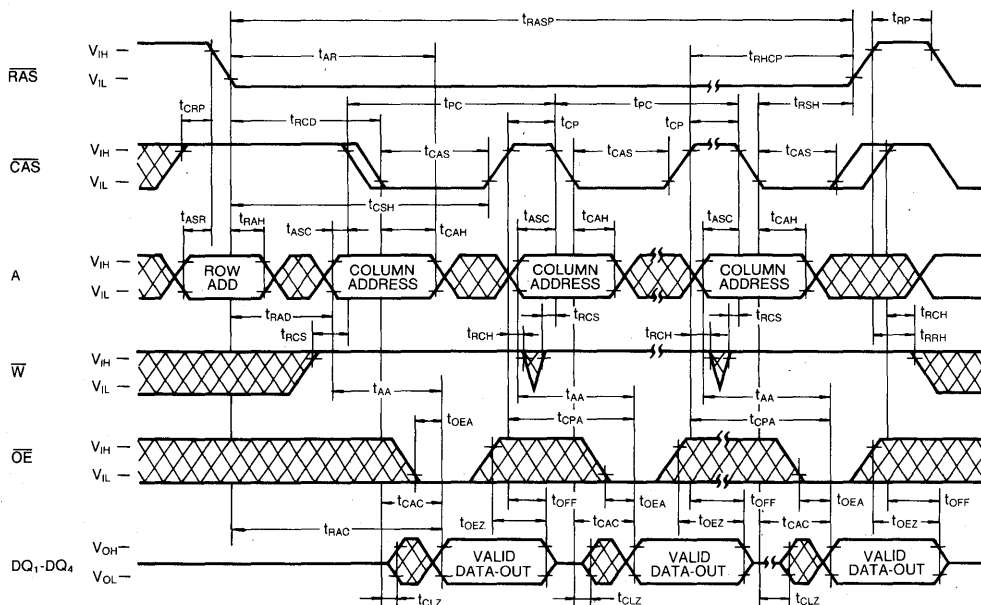 tRASP
tRP
tAR
tRHCP
RAS
VIH
VIL
tCRP
tRCD
tPC
tPC
tRSH
tCP
tCP
CAS
VIH
VIL
tCAS
tCAS
tCAS
tCSH
tASR
tRAH
tASC
tCAH
tASC
tCAH
tASC
tCAH
A
VIH
VIL
ROW ADD
COLUMN ADDRESS
COLUMN ADDRESS
COLUMN ADDRESS
tRAD
tRCS
tRCH
tRCS
tRCH
tRCS
tRCH
tRRH
W
VIH
VIL
tAA
tAA
tAA
tOEA
tCPA
tCPA
OE
VIH
VIL
tCAC
tOFF
tOEA
tOFF
tOEA
tOFF
tRAC
tOEZ
tCAC
tOEZ
tCAC
tOEZ
DQ1-DQ4
VOH
VOL
VALID DATA-OUT
VALID DATA-OUT
VALID DATA-OUT
tCLZ
tCLZ
tCLZ